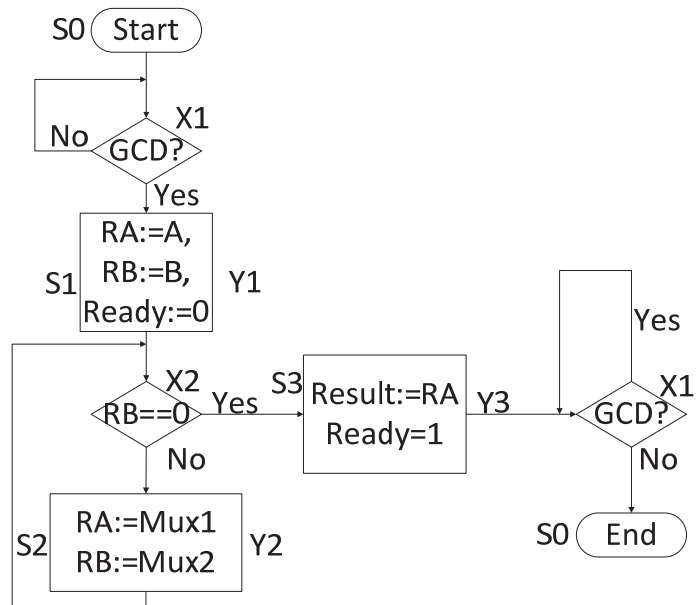 S0
Start
X1
No
GCD?
Yes
RA:=A,
RB:=B,
Ready:=0
S1
Y1
X2
RB==0
Yes
No
S3
Result:=RA
Ready=1
Y3
Yes
X1
GCD?
No
S2
RA:=Mux1
RB:=Mux2
Y2
S0
End